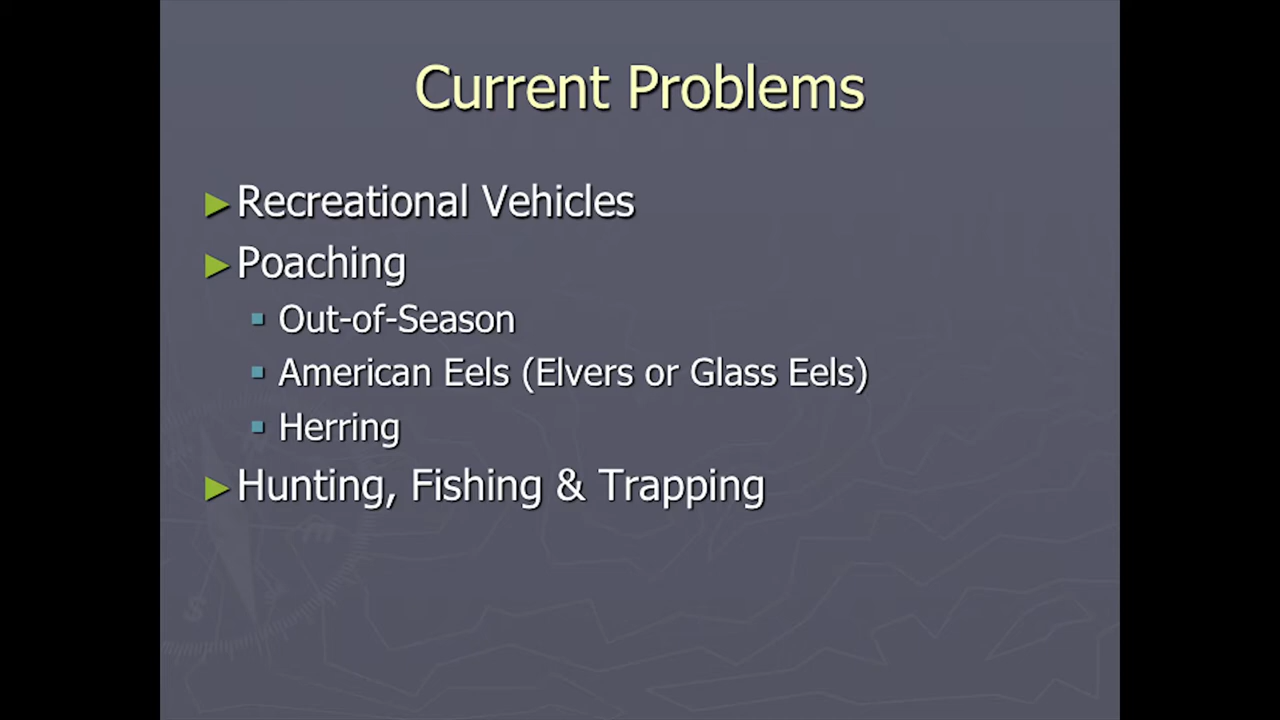 Current Problems
Recreational Vehicles
Poaching
Out-of-Season
American Eels (Elvers or Glass Eels)
Herring
Hunting, Fishing & Trapping